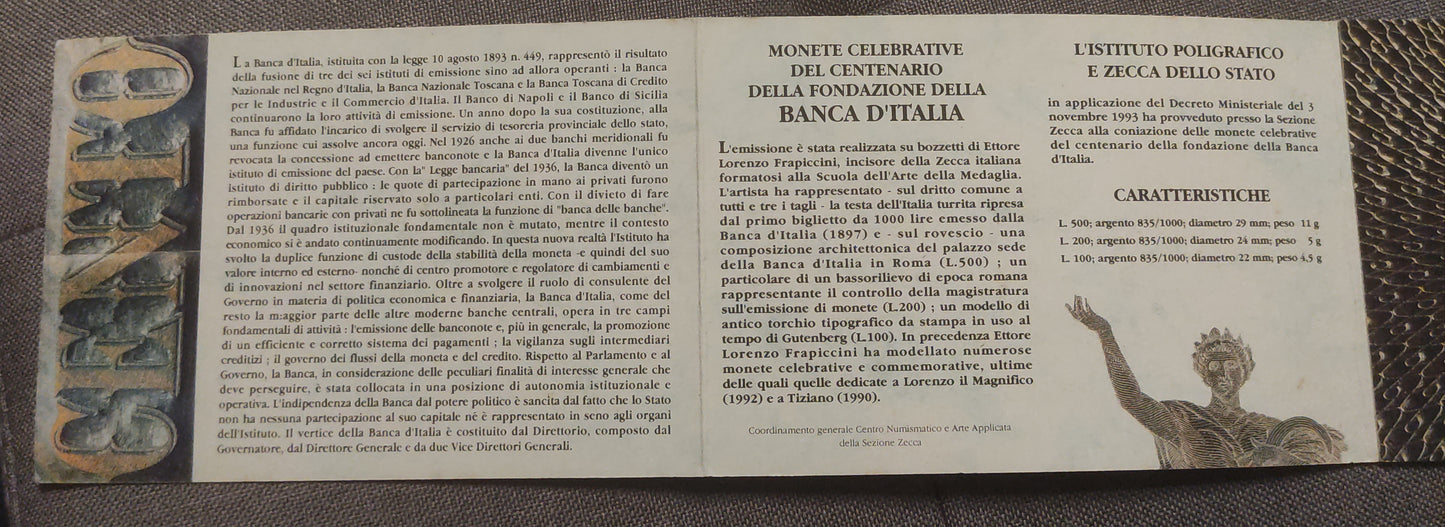 CENTINO
La Banca d'Italia, istituita con la legge 10 agosto 1893 n. 449, rappresentò il risultato
della fusione di tre dei sei istituti di emissione sino ad allora operanti : la Banca
Nazionale nel Regno d'Italia, la Banca Nazionale Toscana e la Banca Toscana di Credito
per le Industrie e il Commercio d'Italia. Il Banco di Napoli e il Banco di Sicilia
continuarono la loro attività di emissione. Un anno dopo la sua costituzione, alla
Banca fu affidato l'incarico di svolgere il servizio di tesoreria provinciale dello stato,
una funzione cui assolve ancora oggi. Nel 1926 anche ai due banchi meridionali fu
revocata la concessione ad emettere banconote e la Banca d'Italia divenne l'unico
istituto di emissione del paese. Con la" Legge bancaria" del 1936, la Banca diventò un
istituto di diritto pubblico : le quote di partecipazione in mano ai privati furono
rimborsate e il capitale riservato solo a particolari enti. Con il divieto di fare
operazioni bancarie con privati ne fu sottolineata la funzione di "banca delle banche".
Dal 1936 il quadro istituzionale fondamentale non è mutato, mentre il contesto
economico si è andato continuamente modificando. In questa nuova realtà l'Istituto ha
svolto la duplice funzione di custode della stabilità della moneta -e quindi del suo
valore interno ed esterno- nonché di centro promotore e regolatore di cambiamenti e
di innovazioni nel settore finanziario. Oltre a svolgere il ruolo di consulente del
Governo in materia di politica economica e finanziaria, la Banca d'Italia, come del
resto la m:aggior parte delle altre moderne banche centrali, opera in tre campi
fondamentali di attività : l'emissione delle banconote e, più in generale, la promozione
di un efficiente e corretto sistema dei pagamenti ; la vigilanza sugli intermediari
creditizi ; il governo dei flussi della moneta e del credito. Rispetto al Parlamento e al
Governo, la Banca, in considerazione delle peculiari finalità di interesse generale che
deve perseguire, è stata collocata in una posizione di autonomia istituzionale e
operativa. L'indipendenza della Banca dal potere politico è sancita dal fatto che lo Stato
non ha nessuna partecipazione al suo capitale né è rappresentato in seno agli organi
dell'Istituto. Il vertice della Banca d'Italia è costituito dal Direttorio, composto dal
Governatore, dal Direttore Generale e da due Vice Direttori Generali.
MONETE CELEBRATIVE
DEL CENTENARIO
DELLA FONDAZIONE DELLA
BANCA D'ITALIA
L'emissione è stata realizzata su bozzetti di Ettore
Lorenzo Frapiccini, incisore della Zecca italiana
formatosi alla Scuola dell'Arte della Medaglia.
L'artista ha rappresentato - sul dritto comune a
tutti e tre i tagli - la testa dell'Italia turrita ripresa
dal primo biglietto da 1000 lire emesso dalla
Banca d'Italia (1897) e - sul rovescio - una
composizione architettonica del palazzo sede
della Banca d'Italia in Roma (L.500) ; un
particolare di un bassorilievo di epoca romana
rappresentante il controllo della magistratura
sull'emissione di monete (L.200) ; un modello di
antico torchio tipografico da stampa in uso al
tempo di Gutenberg (L.100). In precedenza Ettore
Lorenzo Frapiccini ha modellato numerose
monete celebrative e commemorative, ultime
delle quali quelle dedicate a Lorenzo il Magnifico
(1992) e a Tiziano (1990).
Coordinamento generale Centro Numismatico e Arte Applicata
della Sezione Zecca
L'ISTITUTO POLIGRAFICO
E ZECCA DELLO STATO
in applicazione del Decreto Ministeriale del 3
novembre 1993 ha provveduto presso la Sezione
Zecca alla coniazione delle monete celebrative
del centenario della fondazione della Banca
d'Italia.
CARATTERISTICHE
L. 500; argento 835/1000; diametro 29 mm; peso 11 g
L. 200; argento 835/1000; diametro 24 mm; peso 5 g
L. 100; argento 835/1000; diametro 22 mm; peso 4,5 g